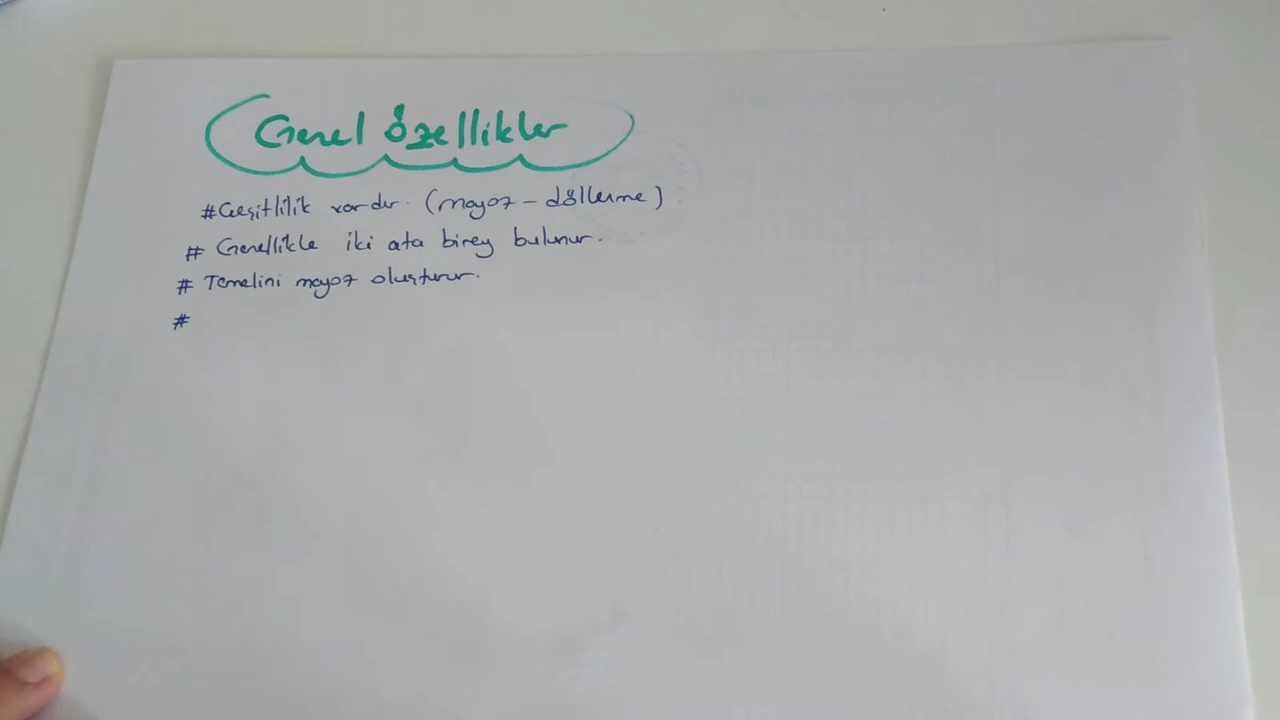 Genel özellikler
#Çeşitlilik vardır. (mayoz - döllenme)
# Genellikle iki ata birey bulunur.
# Temelini mayoz oluşturur.
#